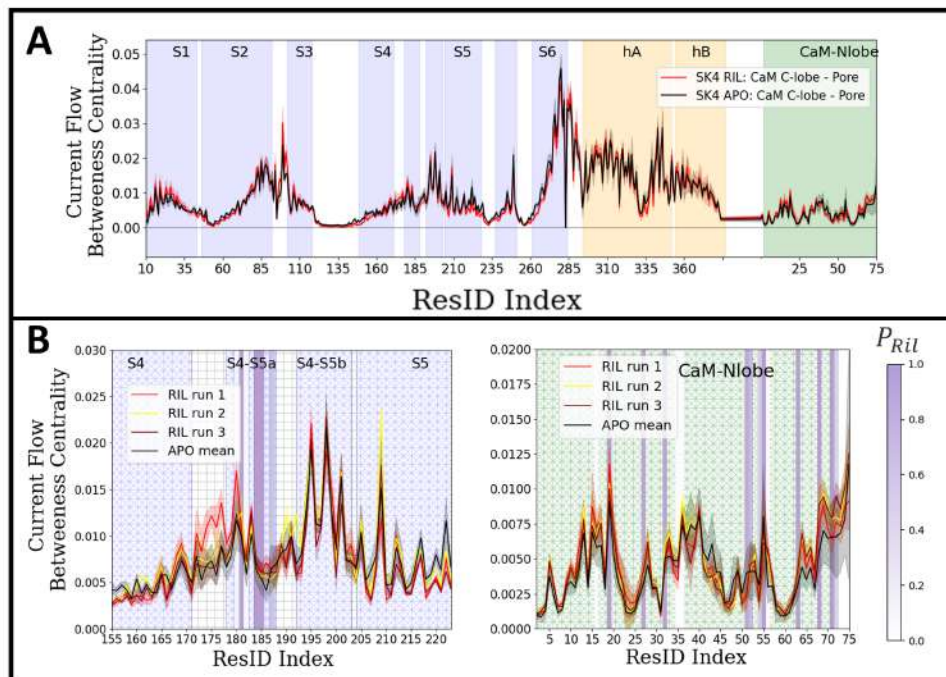 A
S1 S2 S3 S4 S5 S6 hA hB CaM-Nlobe
SK4 RIL: CaM C-lobe - Pore
SK4 APO: CaM C-lobe - Pore
Current Flow
Betweeness Centrality
0.05
0.04
0.03
0.02
0.01
0.00
10 35 60 85 110 135 160 185 210 235 260 285 310 335 360 25 50 75
ResID Index
B
S4 S4-S5a S4-S5b S5
RIL run 1
RIL run 2
RIL run 3
APO mean
Current Flow
Betweeness Centrality
0.030
0.025
0.020
0.015
0.010
0.005
0.000
155 160 165 170 175 180 185 190 195 200 205 210 215 220
ResID Index
CaM-Nlobe
RIL run 1
RIL run 2
RIL run 3
APO mean
0.0200
0.0175
0.0150
0.0125
0.0100
0.0075
0.0050
0.0025
0.0000
5 10 15 20 25 30 35 40 45 50 55 60 65 70 75
ResID Index
P_Ril
1.0
0.8
0.6
0.4
0.2
0.0